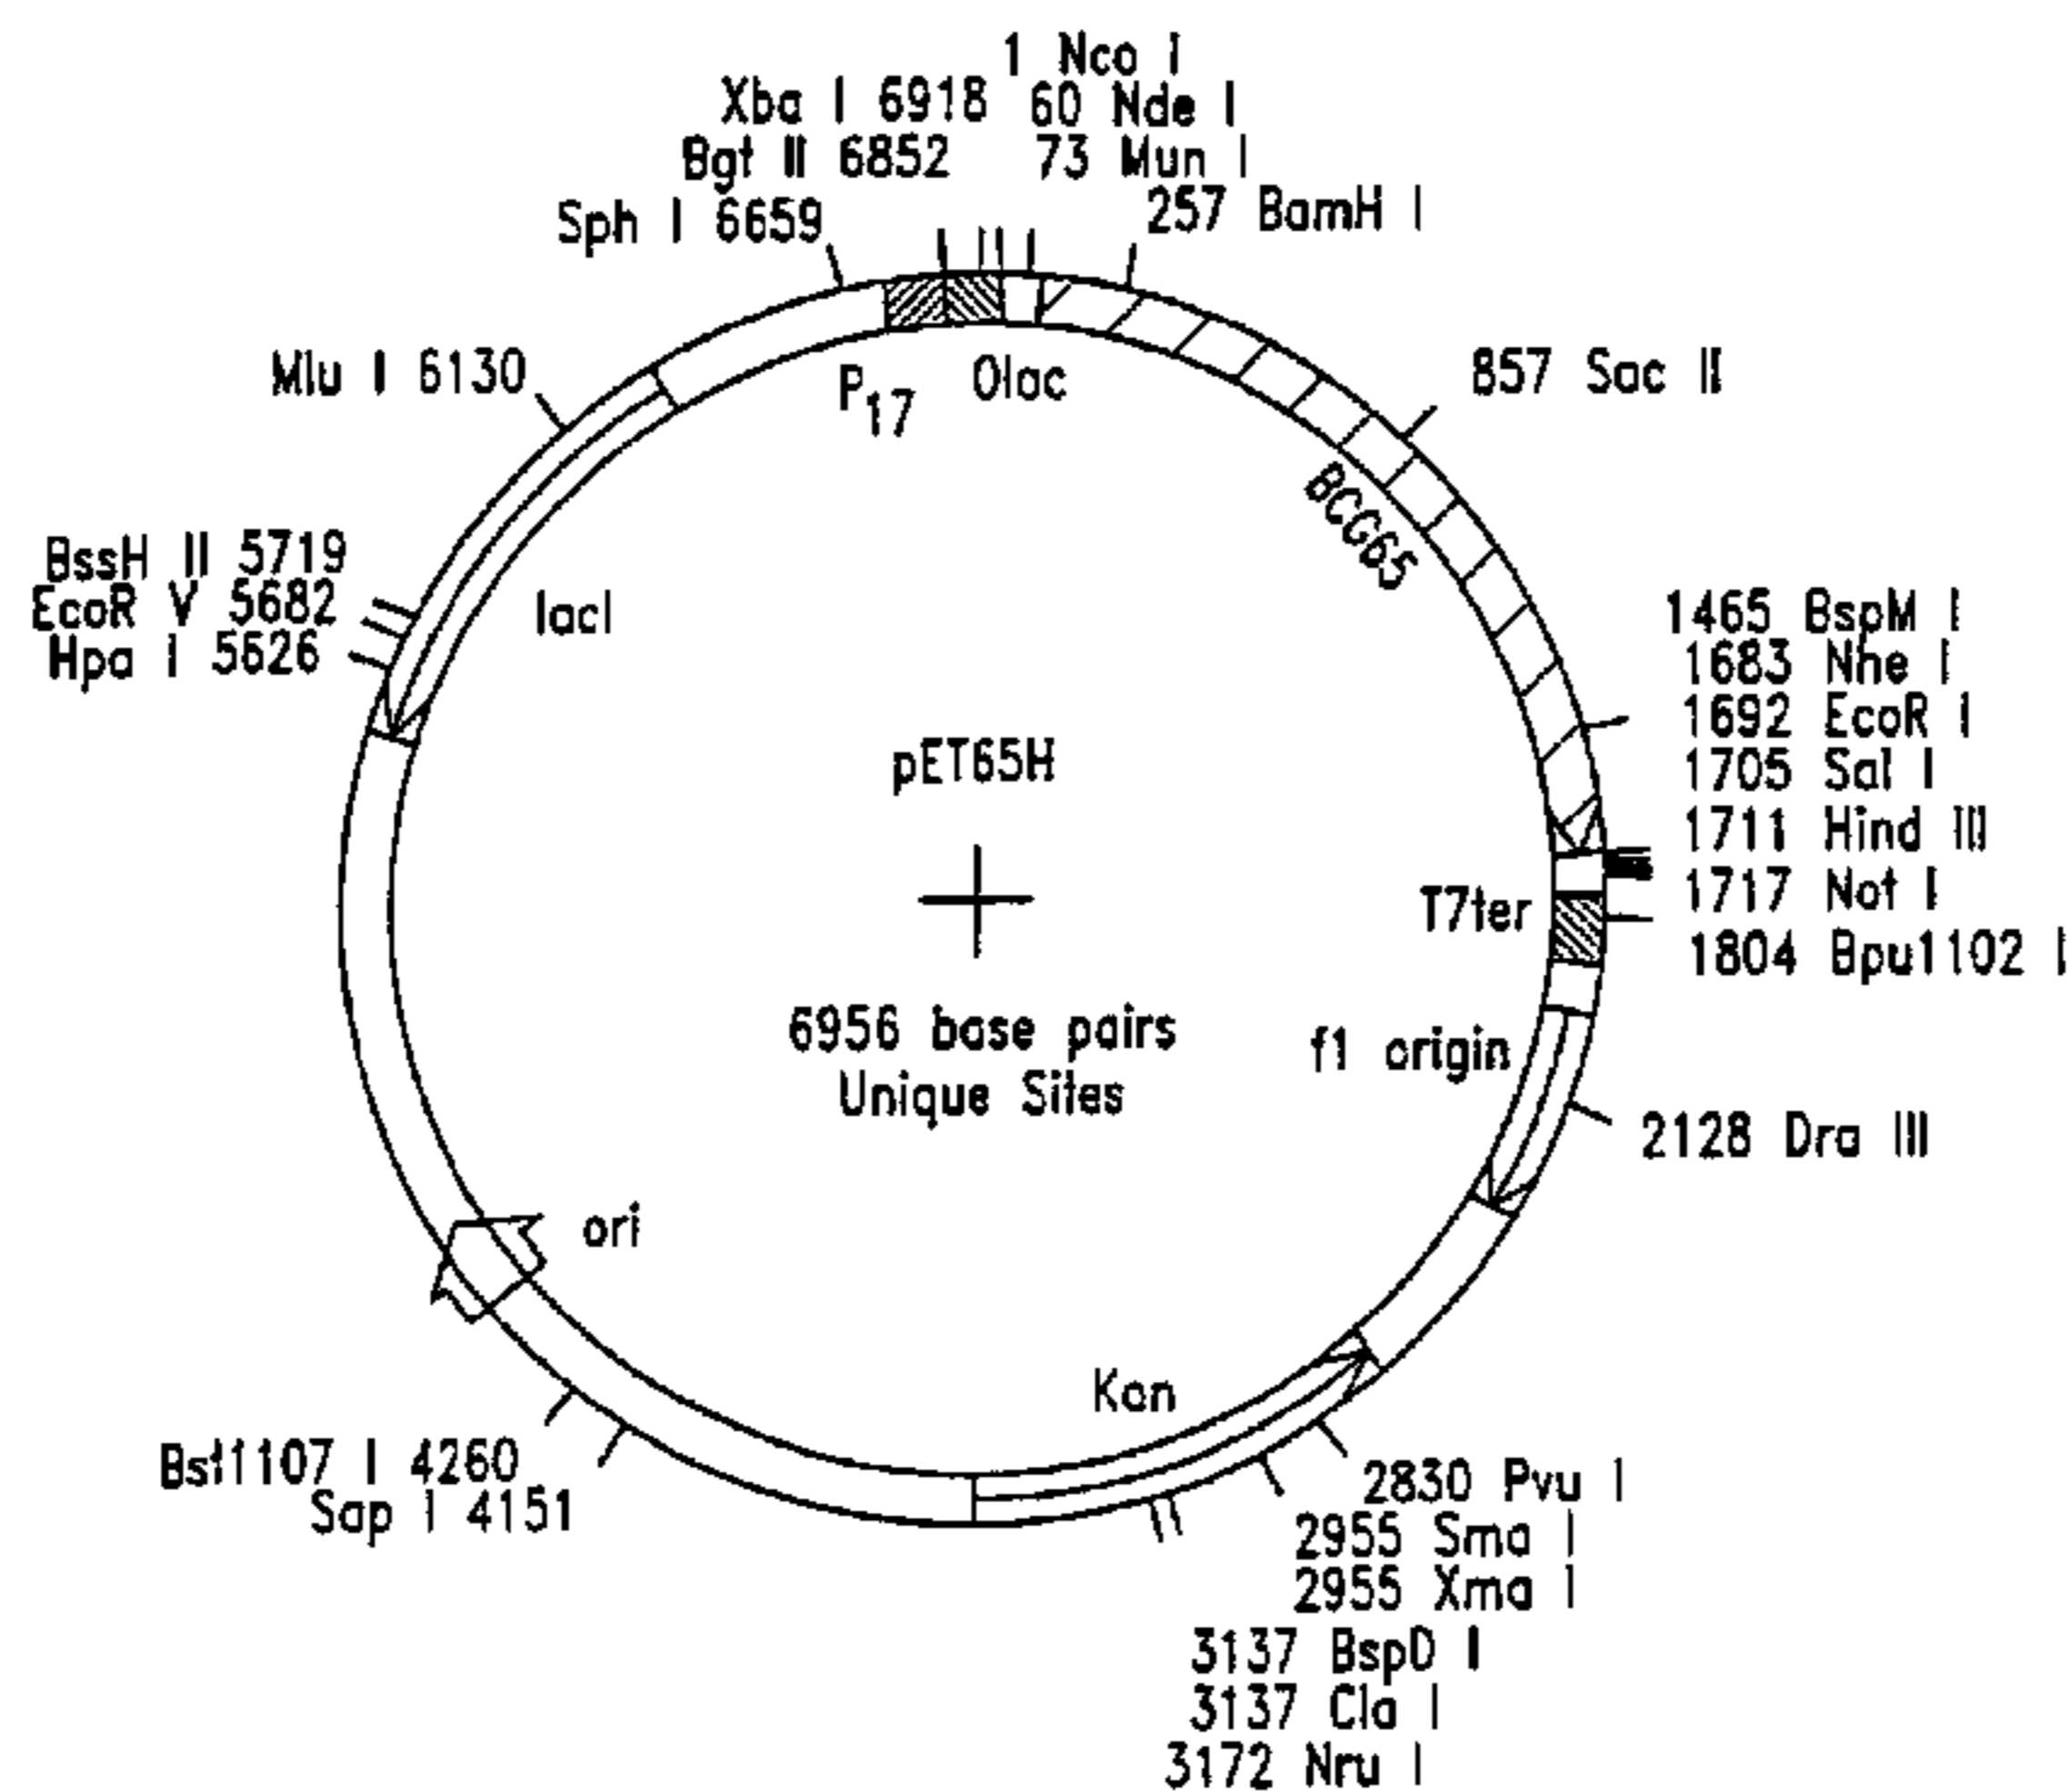 1 Nco I
Xba I 6918
60 Nde I
Bgt II 6852
73 Mun I
Sph I 6659
257 BamH I
Mlu I 6130
P17
Olac
857 Sac II
BCG65
BssH II 5719
EcoR V 5682
Hpa I 5626
lacI
1465 BspM I
1683 Nhe I
1692 EcoR I
1705 Sal I
1711 Hind III
1717 Not I
1804 Bpu1102 I
pET65H
T7ter
6956 base pairs
Unique Sites
f1 origin
2128 Dra III
ori
Kan
Bst1107 I 4260
Sap I 4151
2830 Pvu I
2955 Sma I
2955 Xma I
3137 BspD I
3137 Cla I
3172 Nru I